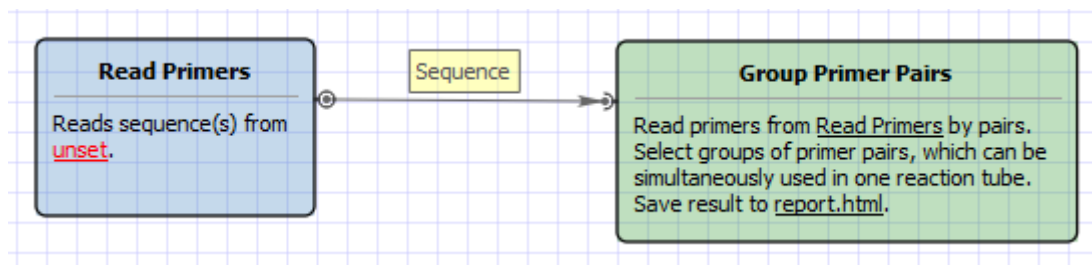 Read Primers
Reads sequence(s) from
unset.
Sequence
Group Primer Pairs
Read primers from Read Primers by pairs.
Select groups of primer pairs, which can be
simultaneously used in one reaction tube.
Save result to report.html.